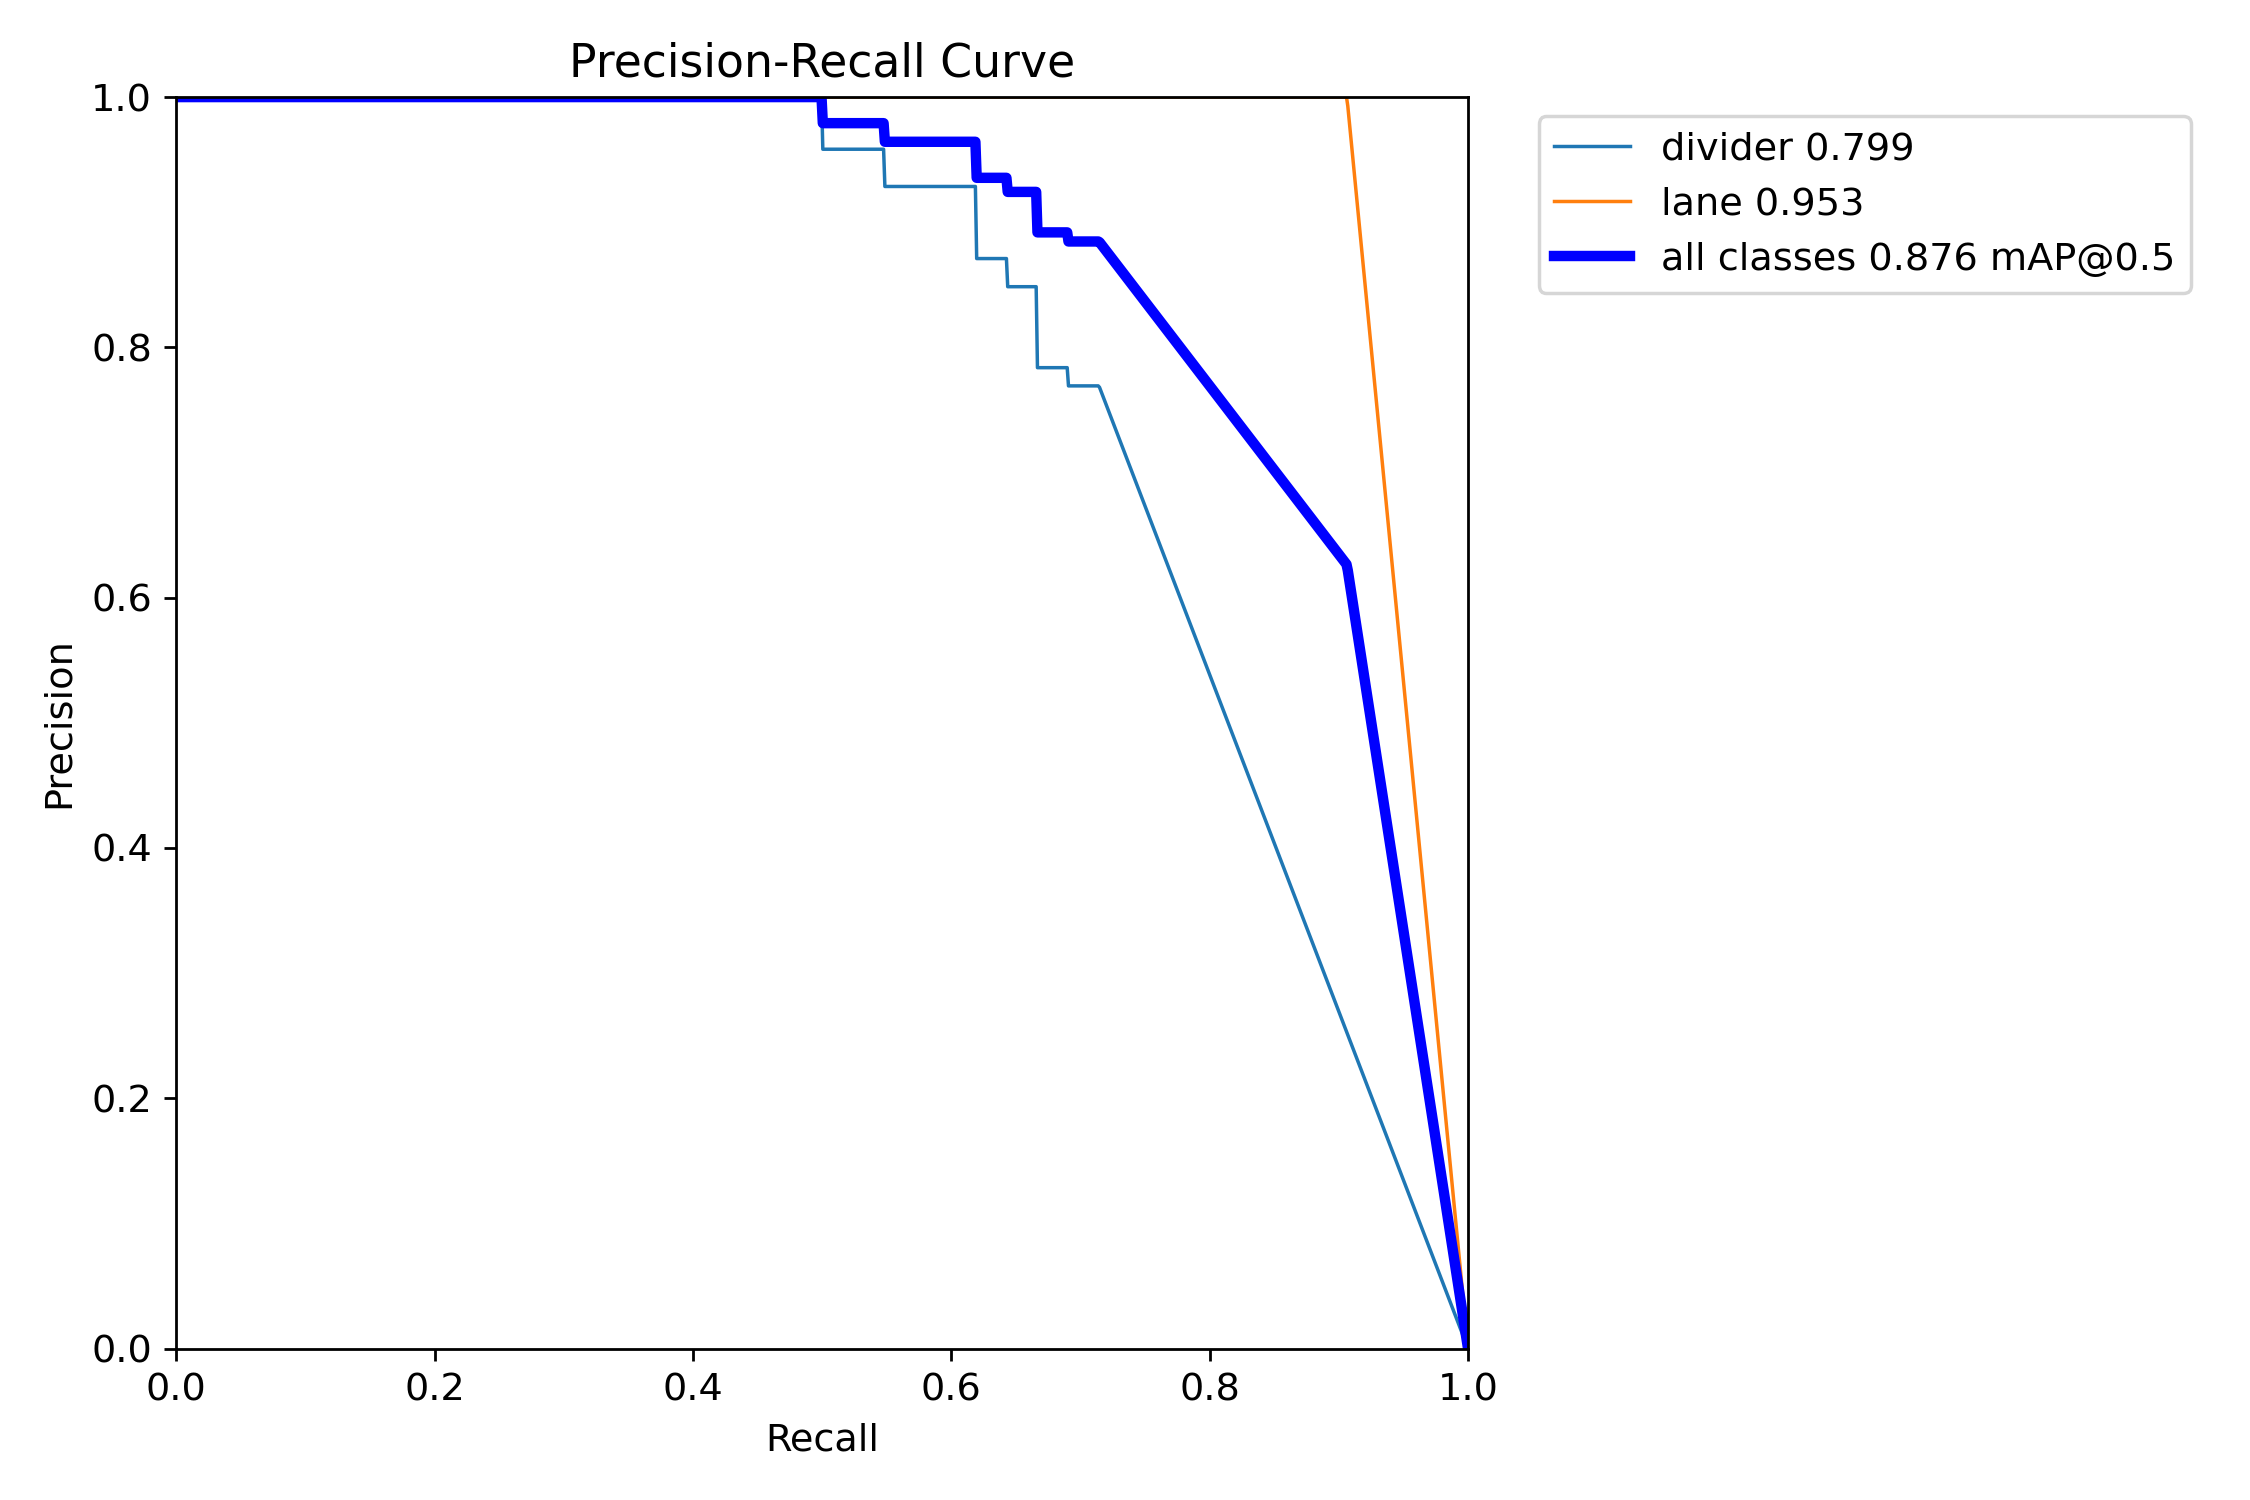 Precision-Recall Curve
1.0
0.8
0.6
0.4
0.2
0.0
Precision
0.0 0.2 0.4 0.6 0.8 1.0
Recall
divider 0.799
lane 0.953
all classes 0.876 mAP@0.5